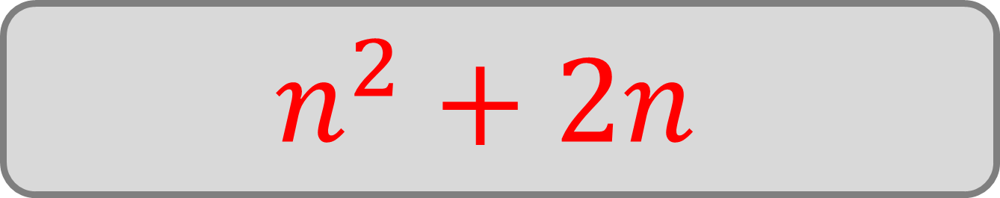 n² + 2n